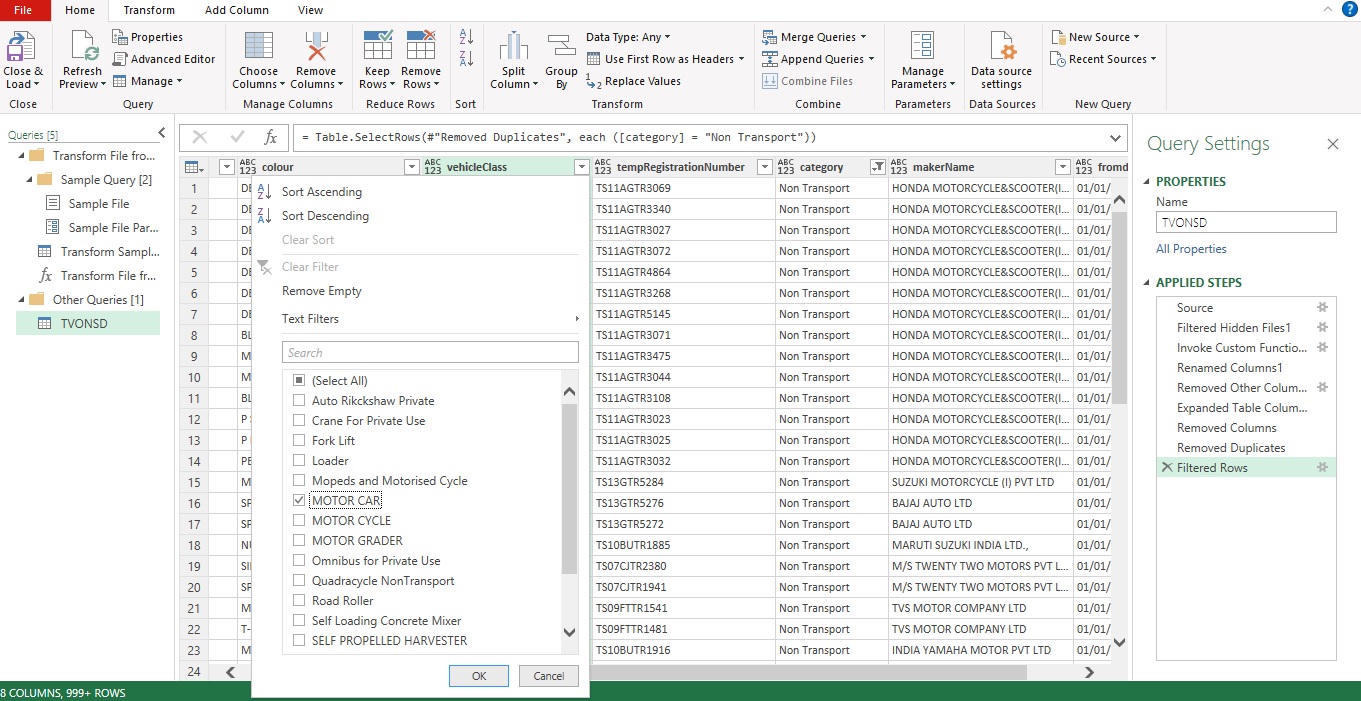 File Home Transform Add Column View
Close & Load Close
Refresh Preview Properties Advanced Editor Manage Query
Choose Columns Remove Columns Manage Columns
Keep Rows Remove Rows Reduce Rows
Sort
Split Column Group By Data Type: Any Use First Row as Headers Replace Values Transform
Merge Queries Append Queries Combine Files Combine
Manage Parameters Parameters
Data source settings Data Sources
New Source Recent Sources New Query
Queries [5]
Transform File fro...
Sample Query [2]
Sample File
Sample File Par...
Transform Sampl...
Transform File fr...
Other Queries [1]
TVONSD
fx = Table.SelectRows(#"Removed Duplicates", each ([category] = "Non Transport"))
ABC 123 colour ABC 123 vehicleClass ABC 123 tempRegistrationNumber ABC 123 category ABC 123 makerName ABC 123 fromd
1 DE TS11AGTR3069 Non Transport HONDA MOTORCYCLE&SCOOTER(I... 01/01/
2 DE TS11AGTR3340 Non Transport HONDA MOTORCYCLE&SCOOTER(I... 01/01/
3 DE TS11AGTR3027 Non Transport HONDA MOTORCYCLE&SCOOTER(I... 01/01/
4 DE TS11AGTR3072 Non Transport HONDA MOTORCYCLE&SCOOTER(I... 01/01/
5 DE TS11AGTR4864 Non Transport HONDA MOTORCYCLE&SCOOTER(I... 01/01/
6 DE TS11AGTR3268 Non Transport HONDA MOTORCYCLE&SCOOTER(I... 01/01/
7 DE TS11AGTR5145 Non Transport HONDA MOTORCYCLE&SCOOTER(I... 01/01/
8 BL TS11AGTR3071 Non Transport HONDA MOTORCYCLE&SCOOTER(I... 01/01/
9 M TS11AGTR3475 Non Transport HONDA MOTORCYCLE&SCOOTER(I... 01/01/
10 M TS11AGTR3044 Non Transport HONDA MOTORCYCLE&SCOOTER(I... 01/01/
11 BL TS11AGTR3108 Non Transport HONDA MOTORCYCLE&SCOOTER(I... 01/01/
12 P S TS11AGTR3023 Non Transport HONDA MOTORCYCLE&SCOOTER(I... 01/01/
13 P TS11AGTR3025 Non Transport HONDA MOTORCYCLE&SCOOTER(I... 01/01/
14 PE TS11AGTR3032 Non Transport HONDA MOTORCYCLE&SCOOTER(I... 01/01/
15 M TS13GTR5284 Non Transport SUZUKI MOTORCYCLE (I) PVT LTD 01/01/
16 SP TS13GTR5276 Non Transport BAJAJ AUTO LTD 01/01/
17 SP TS13GTR5272 Non Transport BAJAJ AUTO LTD 01/01/
18 NU TS10BUTR1885 Non Transport MARUTI SUZUKI INDIA LTD., 01/01/
19 SI TS07CJTR2380 Non Transport M/S TWENTY TWO MOTORS PVT L... 01/01/
20 SP TS07CJTR1941 Non Transport M/S TWENTY TWO MOTORS PVT L... 01/01/
21 M TS09FTTR1541 Non Transport TVS MOTOR COMPANY LTD 01/01/
22 T- TS09FTTR1481 Non Transport TVS MOTOR COMPANY LTD 01/01/
23 M TS10BUTR1916 Non Transport INDIA YAMAHA MOTOR PVT LTD 01/01/
24
Sort Ascending
Sort Descending
Clear Sort
Clear Filter
Remove Empty
Text Filters
Search
(Select All)
Auto Rikckshaw Private
Crane For Private Use
Fork Lift
Loader
Mopeds and Motorised Cycle
MOTOR CAR
MOTOR CYCLE
MOTOR GRADER
Omnibus for Private Use
Quadracycle NonTransport
Road Roller
Self Loading Concrete Mixer
SELF PROPELLED HARVESTER
OK Cancel
Query Settings
PROPERTIES
Name
TVONSD
All Properties
APPLIED STEPS
Source
Filtered Hidden Files1
Invoke Custom Functio...
Renamed Columns1
Removed Other Colum...
Expanded Table Colum...
Removed Columns
Removed Duplicates
Filtered Rows
8 COLUMNS, 999+ ROWS